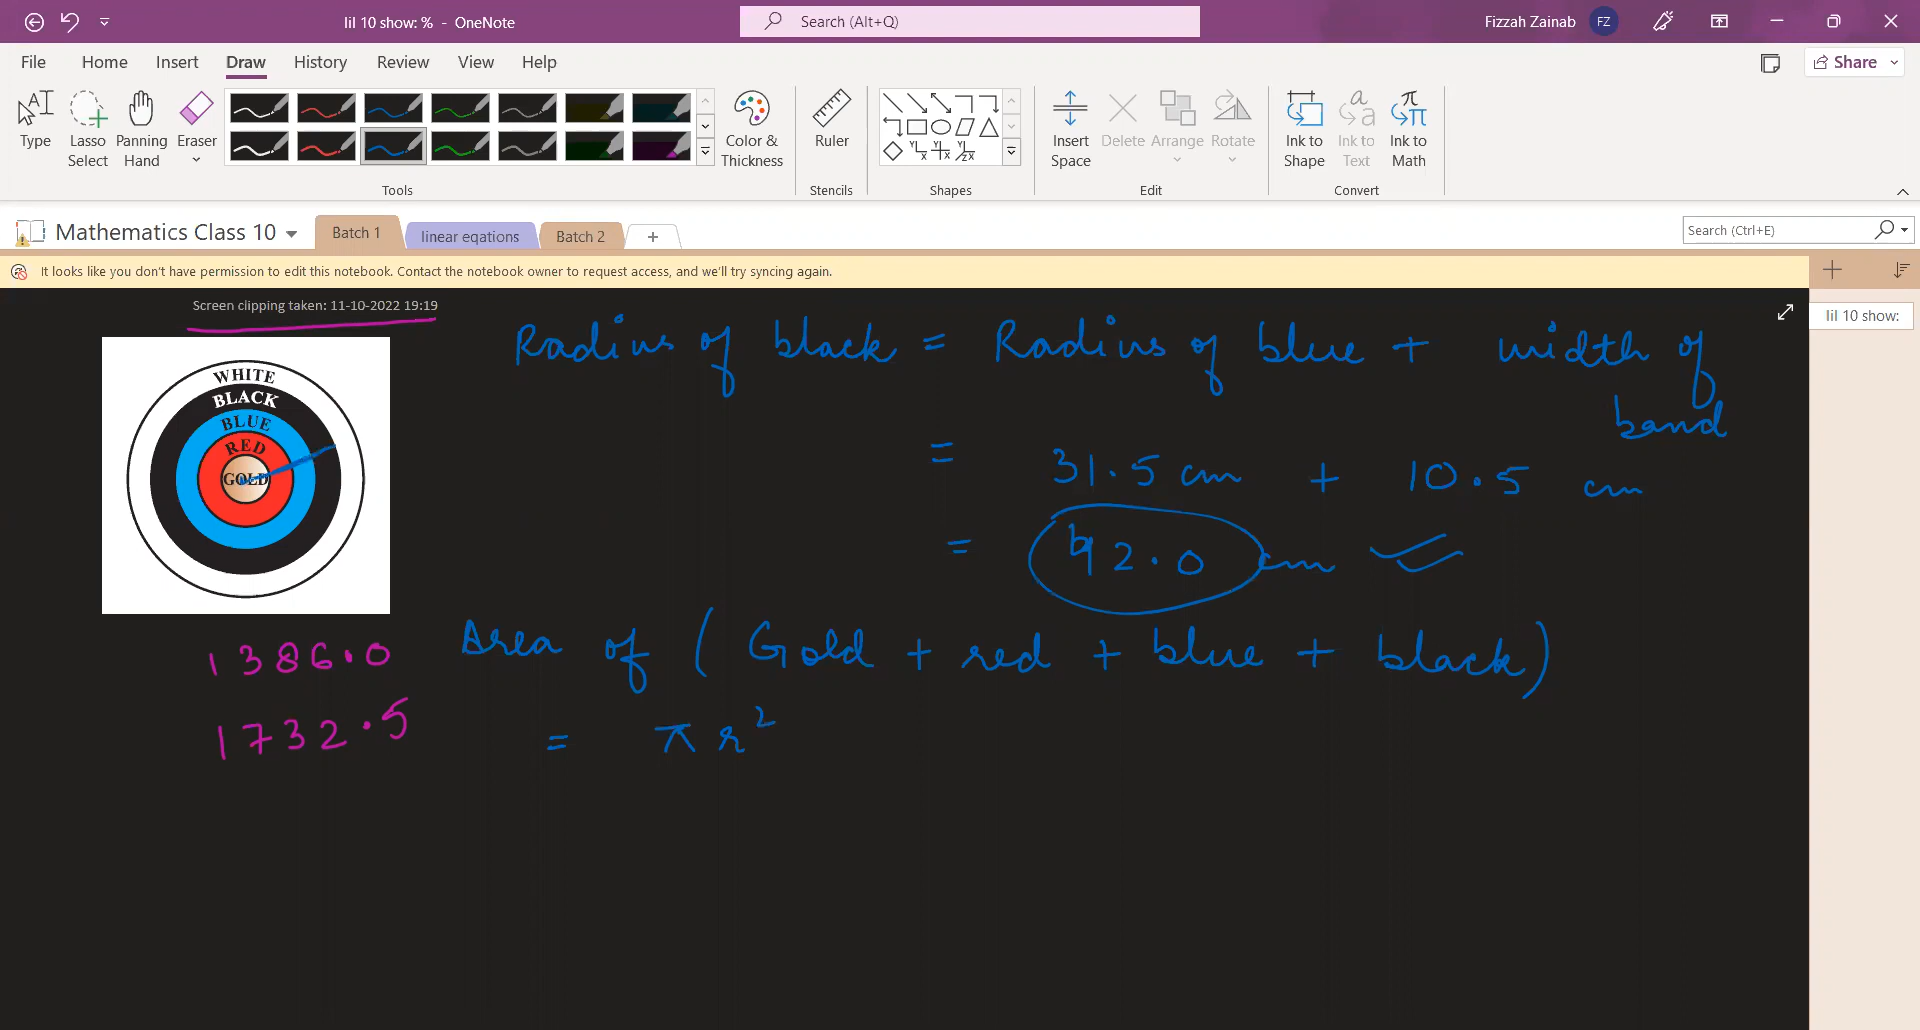 lil 10 show: % - OneNote
Search (Alt+Q)
Fizzah Zainab
FZ
File Home Insert Draw History Review View Help
Share
Type
Lasso Select
Panning Hand
Eraser
Color & Thickness
Ruler
Insert Space
Delete
Arrange
Rotate
Ink to Shape
Ink to Text
Ink to Math
Tools
Stencils
Shapes
Edit
Convert
Mathematics Class 10
Batch 1
linear eqations
Batch 2
Search (Ctrl+E)
It looks like you don't have permission to edit this notebook. Contact the notebook owner to request access, and we'll try syncing again.
lil 10 show:
Screen clipping taken: 11-10-2022 19:19
WHITE
BLACK
BLUE
RED
GOLD
Radius of black = Radius of blue + width of
band
= 31.5 cm + 10.5 cm
= 42.0 cm
1386.0
1732.5
Area of (Gold + red + blue + black)
= π r²